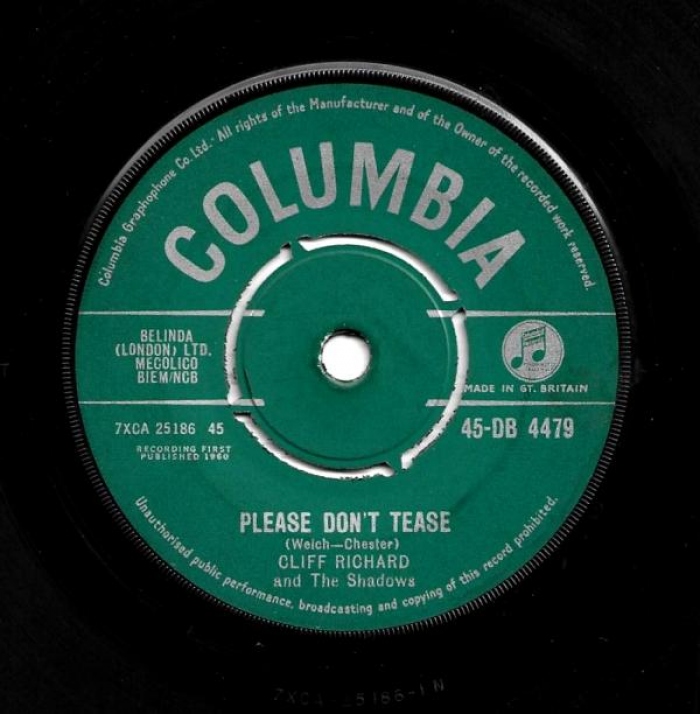 Columbia Graphophone Co. Ltd.- All rights of the Manufacturer and of the Owner of the recorded work reserved.
COLUMBIA
BELINDA
(LONDON) LTD.
MECOLICO
BIEM/NCB
MADE IN GT. BRITAIN
7XCA 25186 45
45-DB 4479
RECORDING FIRST
PUBLISHED 1960
PLEASE DON'T TEASE
(Welch—Chester)
CLIFF RICHARD
and The Shadows
Unauthorised public performance, broadcasting and copying of this record prohibited.
7XCA 25186-1N